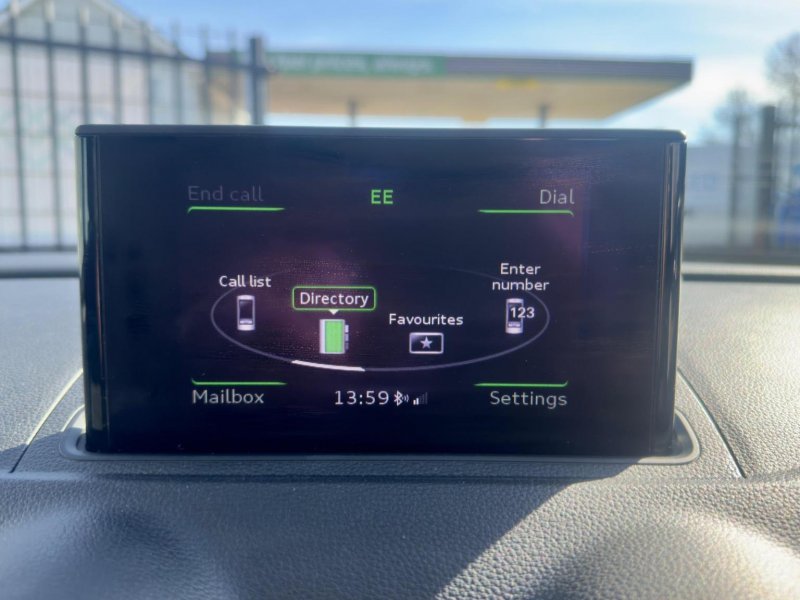 End call
EE
Dial
Call list
Directory
Favourites
Enter
number
123
Mailbox
13:59
Settings